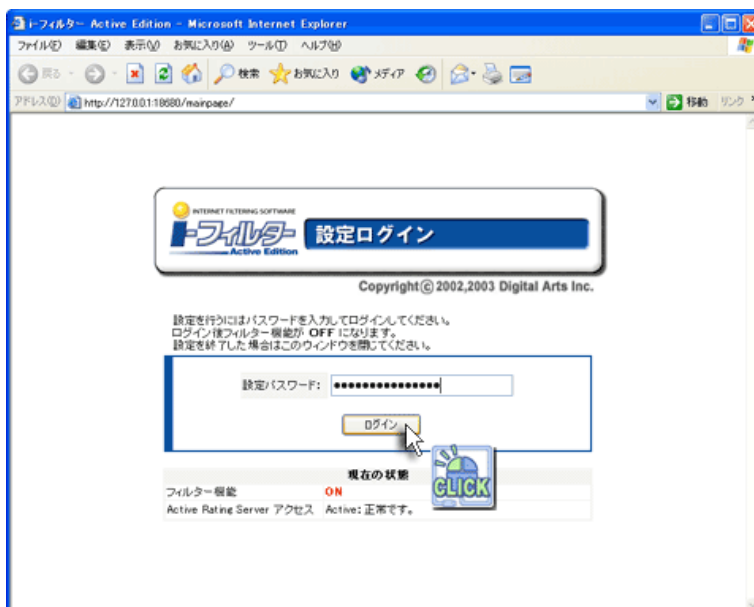 i-フィルター Active Edition - Microsoft Internet Explorer
ファイル(F) 編集(E) 表示(V) お気に入り(A) ツール(T) ヘルプ(H)
戻る 検索 お気に入り メディア
アドレス(D) http://127.0.0.1:18680/mainpage/ 移動 リンク
INTERNET FILTERING SOFTWARE
i-フィルター
Active Edition
設定ログイン
Copyright© 2002,2003 Digital Arts Inc.
設定を行うにはパスワードを入力してログインしてください。
ログイン後フィルター機能が OFF になります。
設定を終了した場合はこのウィンドウを閉じてください。
設定パスワード: ●●●●●●●●●●●●●●●
ログイン
CLICK
現在の状態
フィルター機能 ON
Active Rating Server アクセス Active: 正常です。